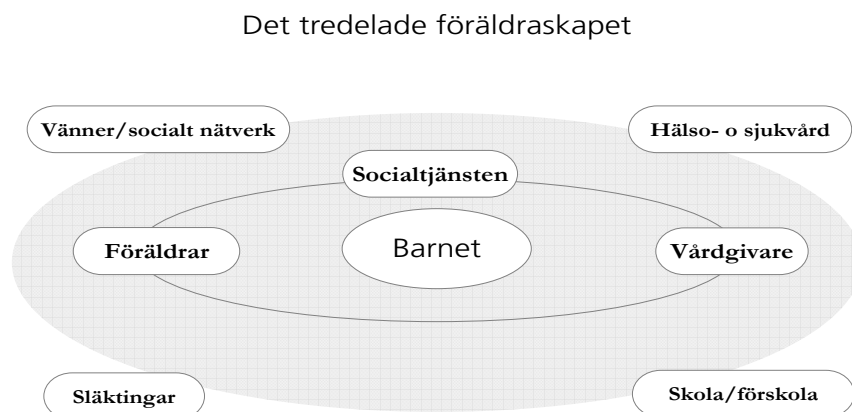 Det tredelade föräldraskapet
Vänner/socialt nätverk
Hälso- o sjukvård
Socialtjänsten
Föräldrar
Barnet
Vårdgivare
Släktingar
Skola/förskola